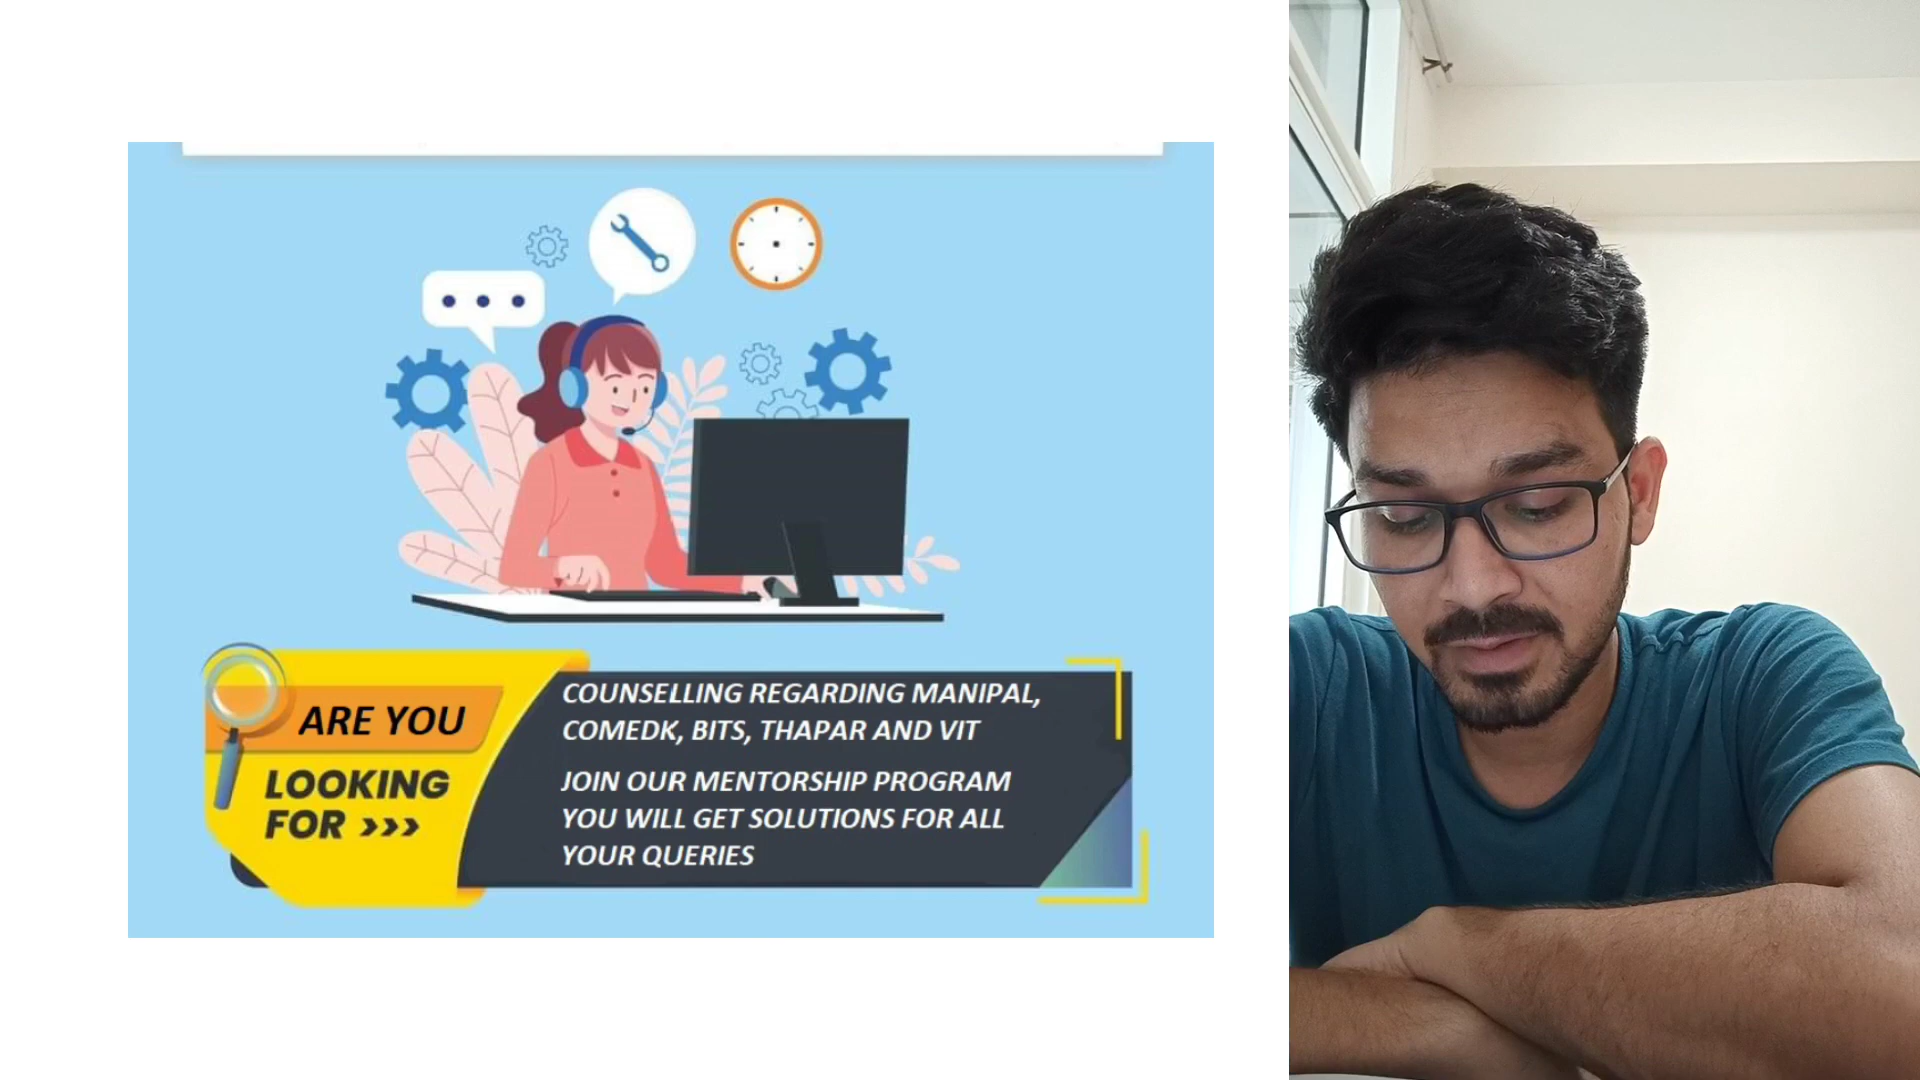 ARE YOU
LOOKING
FOR >>>
COUNSELLING REGARDING MANIPAL,
COMEDK, BITS, THAPAR AND VIT
JOIN OUR MENTORSHIP PROGRAM
YOU WILL GET SOLUTIONS FOR ALL
YOUR QUERIES